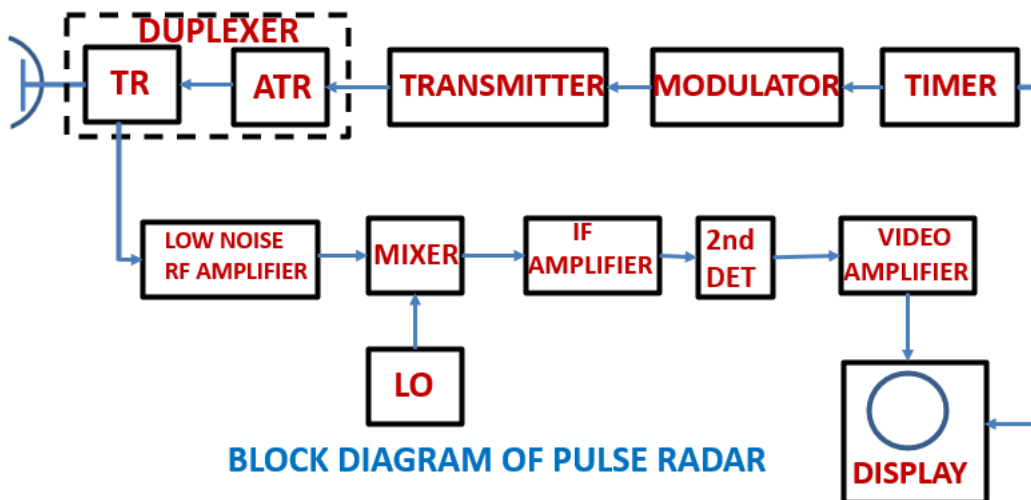 DUPLEXER
TR
ATR
TRANSMITTER
MODULATOR
TIMER
LOW NOISE
RF AMPLIFIER
MIXER
IF
AMPLIFIER
2nd
DET
VIDEO
AMPLIFIER
LO
DISPLAY
BLOCK DIAGRAM OF PULSE RADAR